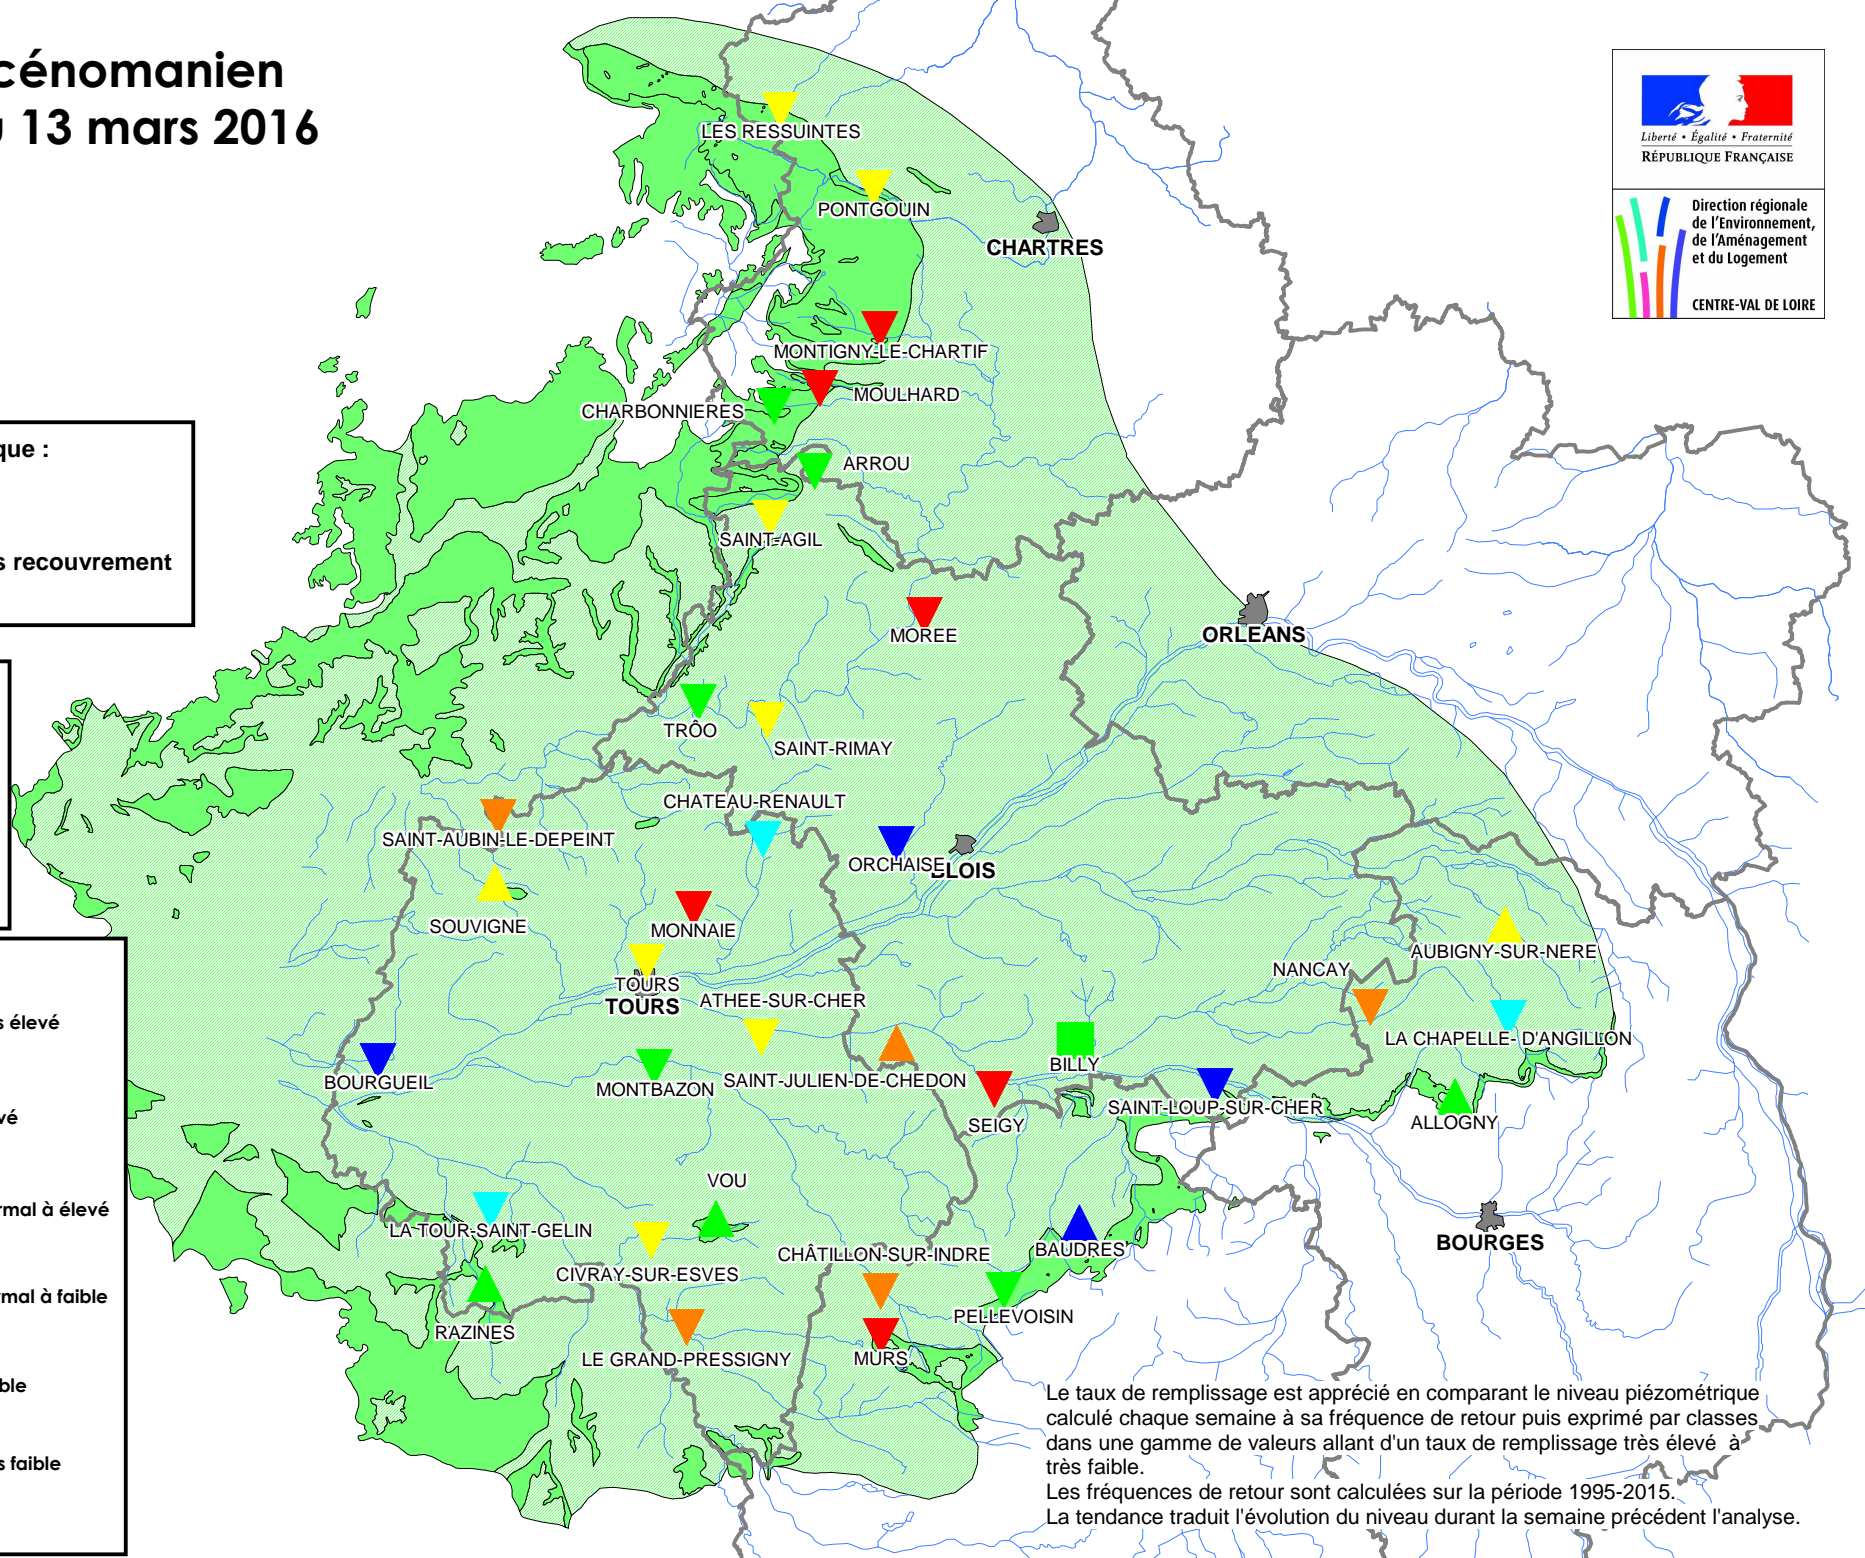 cénomanien
13 mars 2016
Liberté • Égalité • Fraternité
RÉPUBLIQUE FRANÇAISE
Direction régionale
de l'Environnement,
de l'Aménagement
et du Logement
CENTRE-VAL DE LOIRE
LES RESSUINTES
PONTGOUIN
CHARTRES
MONTIGNY-LE-CHARTIF
MOULHARD
CHARBONNIERES
ARROU
SAINT-AGIL
que :
s recouvrement
MOREE
ORLEANS
TRÔO
SAINT-RIMAY
CHATEAU-RENAULT
SAINT-AUBIN-LE-DEPEINT
ORCHAISE
BLOIS
SOUVIGNE
MONNAIE
AUBIGNY-SUR-NERE
NANCAY
TOURS
TOURS
ATHEE-SUR-CHER
LA CHAPELLE- D'ANGILLON
BILLY
BOURGUEIL
MONTBAZON
SAINT-JULIEN-DE-CHEDON
SAINT-LOUP-SUR-CHER
SEIGY
ALLOGNY
VOU
LA TOUR-SAINT-GELIN
CHÂTILLON-SUR-INDRE
BAUDRES
BOURGES
CIVRAY-SUR-ESVES
PELLEVOISIN
RAZINES
LE GRAND-PRESSIGNY
MURS
s élevé
vé
rmal à élevé
rmal à faible
ble
s faible
Le taux de remplissage est apprécié en comparant le niveau piézométrique
calculé chaque semaine à sa fréquence de retour puis exprimé par classes
dans une gamme de valeurs allant d'un taux de remplissage très élevé à
très faible.
Les fréquences de retour sont calculées sur la période 1995-2015.
La tendance traduit l'évolution du niveau durant la semaine précédent l'analyse.